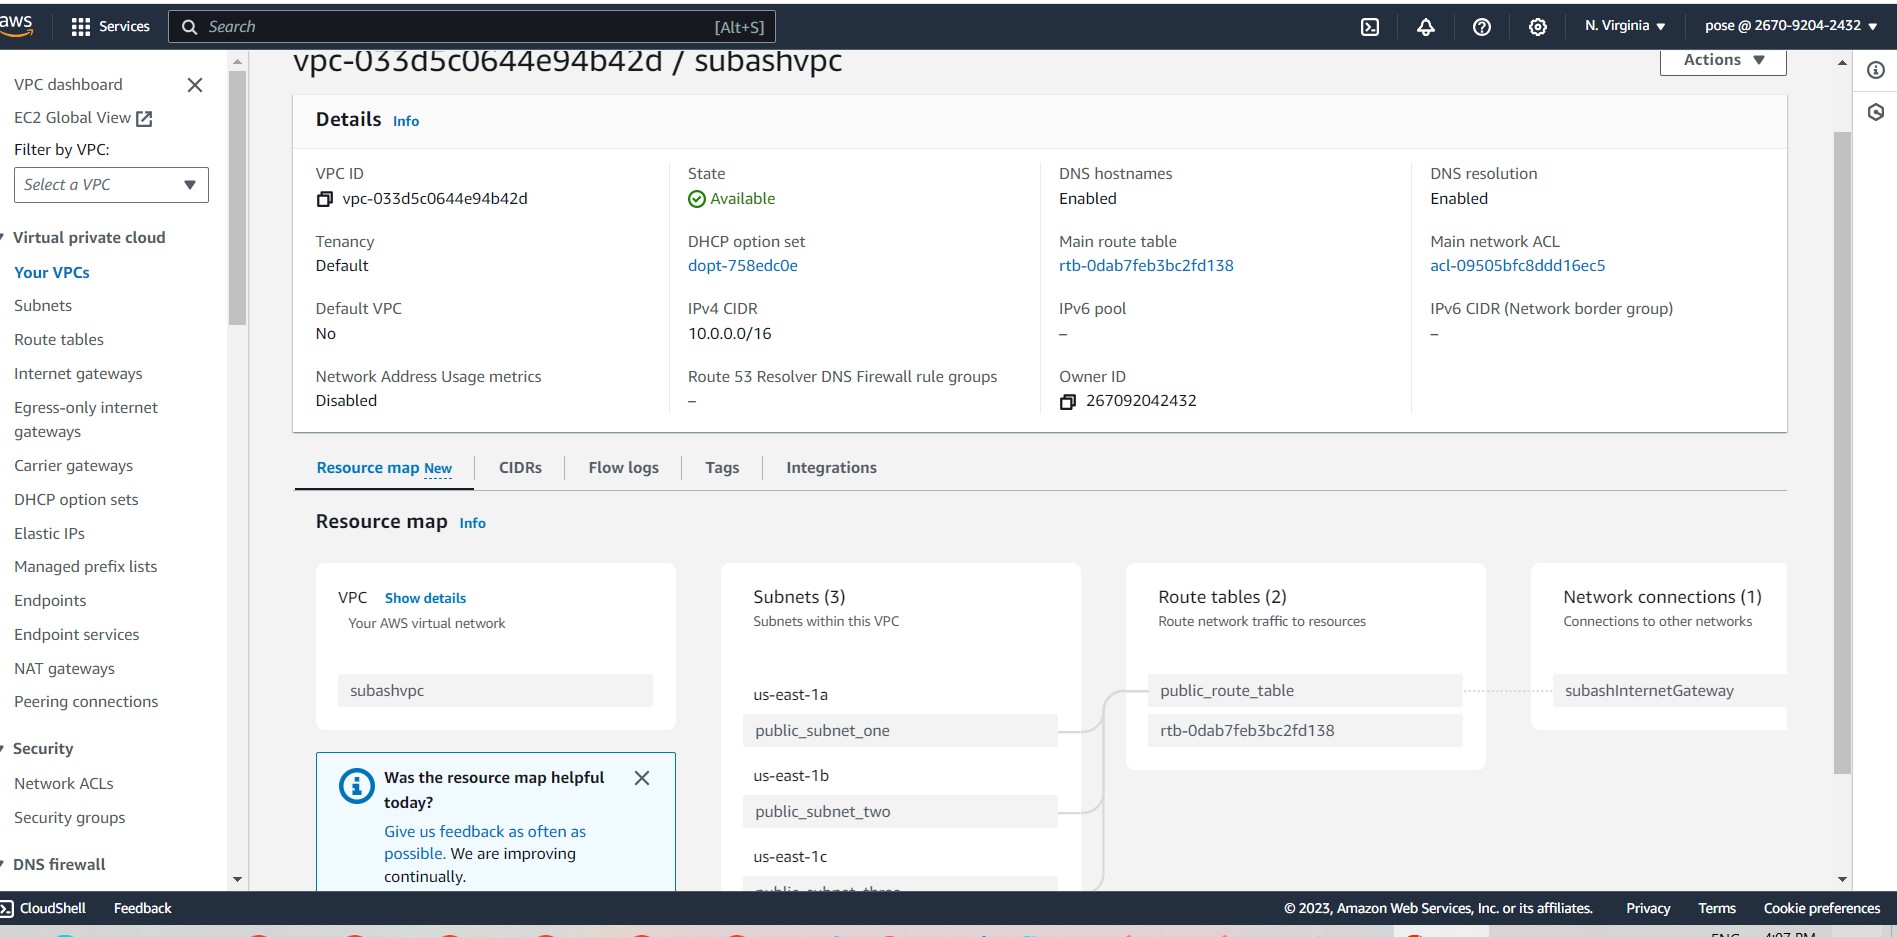 aws
Services
Search
[Alt+S]
N. Virginia
pose @ 2670-9204-2432
VPC dashboard
EC2 Global View
Filter by VPC:
Select a VPC
Virtual private cloud
Your VPCs
Subnets
Route tables
Internet gateways
Egress-only internet
gateways
Carrier gateways
DHCP option sets
Elastic IPs
Managed prefix lists
Endpoints
Endpoint services
NAT gateways
Peering connections
Security
Network ACLs
Security groups
DNS firewall
vpc-033d5c0644e94b42d / subashvpc
Actions
Details Info
VPC ID
vpc-033d5c0644e94b42d
State
Available
DNS hostnames
Enabled
DNS resolution
Enabled
Tenancy
Default
DHCP option set
dopt-758edc0e
Main route table
rtb-0dab7feb3bc2fd138
Main network ACL
acl-09505bfc8ddd16ec5
Default VPC
No
IPv4 CIDR
10.0.0.0/16
IPv6 pool
–
IPv6 CIDR (Network border group)
–
Network Address Usage metrics
Disabled
Route 53 Resolver DNS Firewall rule groups
–
Owner ID
267092042432
Resource map New
CIDRs
Flow logs
Tags
Integrations
Resource map Info
VPC Show details
Your AWS virtual network
subashvpc
Was the resource map helpful
today?
Give us feedback as often as
possible. We are improving
continually.
Subnets (3)
Subnets within this VPC
us-east-1a
public_subnet_one
us-east-1b
public_subnet_two
us-east-1c
public_subnet_three
Route tables (2)
Route network traffic to resources
public_route_table
rtb-0dab7feb3bc2fd138
Network connections (1)
Connections to other networks
subashInternetGateway
CloudShell
Feedback
© 2023, Amazon Web Services, Inc. or its affiliates.
Privacy
Terms
Cookie preferences
ENG
4:07 PM